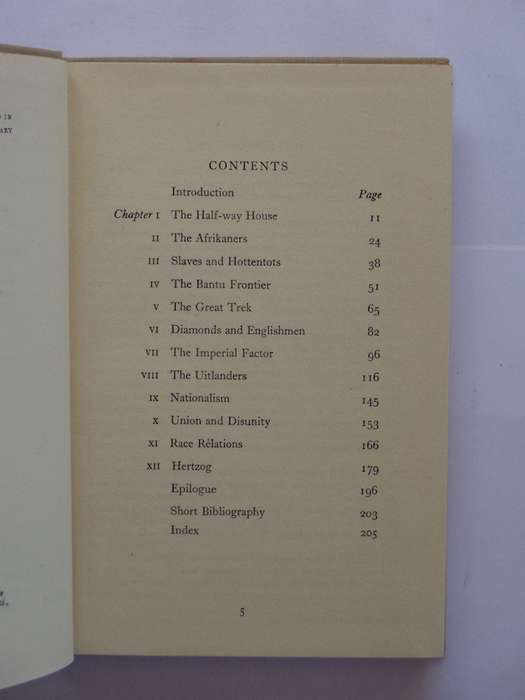 IN
ARY
CONTENTS
Introduction Page
Chapter I The Half-way House 11
II The Afrikaners 24
III Slaves and Hottentots 38
IV The Bantu Frontier 51
V The Great Trek 65
VI Diamonds and Englishmen 82
VII The Imperial Factor 96
VIII The Uitlanders 116
IX Nationalism 145
X Union and Disunity 153
XI Race Rêlations 166
XII Hertzog 179
Epilogue 196
Short Bibliography 203
Index 205
5